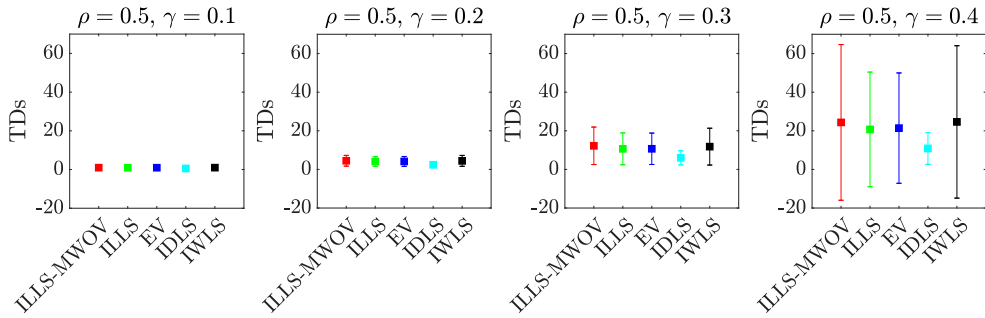 ρ = 0.5, γ = 0.1
TDs
60
40
20
0
-20
ILLS-MWOV
ILLS
EV
IDLS
IWLS
ρ = 0.5, γ = 0.2
TDs
60
40
20
0
-20
ILLS-MWOV
ILLS
EV
IDLS
IWLS
ρ = 0.5, γ = 0.3
TDs
60
40
20
0
-20
ILLS-MWOV
ILLS
EV
IDLS
IWLS
ρ = 0.5, γ = 0.4
TDs
60
40
20
0
-20
ILLS-MWOV
ILLS
EV
IDLS
IWLS